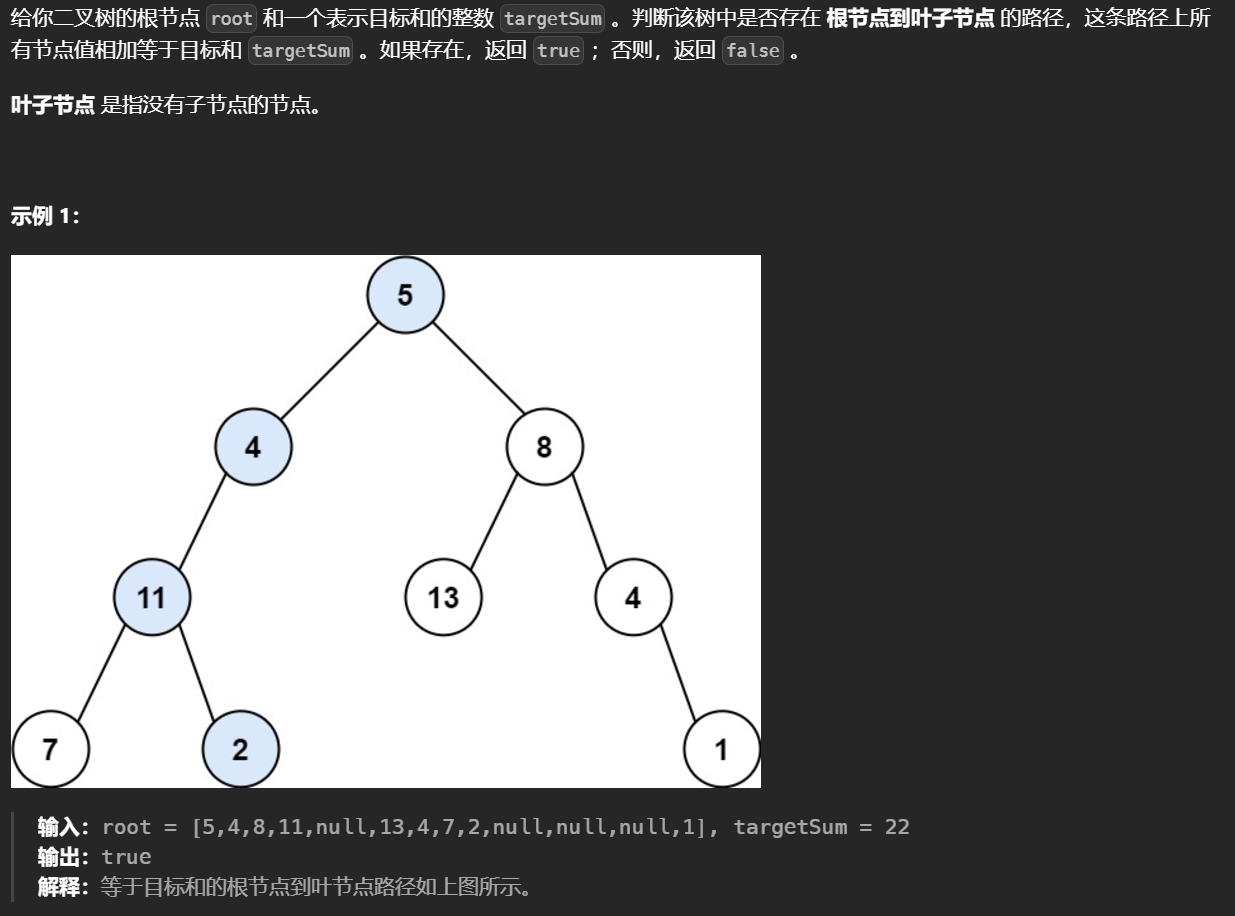 给你二叉树的根节点 root 和一个表示目标和的整数 targetSum 。判断该树中是否存在 根节点到叶子节点 的路径，这条路径上所
有节点值相加等于目标和 targetSum 。如果存在，返回 true ；否则，返回 false 。
叶子节点 是指没有子节点的节点。
示例 1：
5
4 8
11 13 4
7 2 1
输入：root = [5,4,8,11,null,13,4,7,2,null,null,null,1], targetSum = 22
输出：true
解释：等于目标和的根节点到叶节点路径如上图所示。